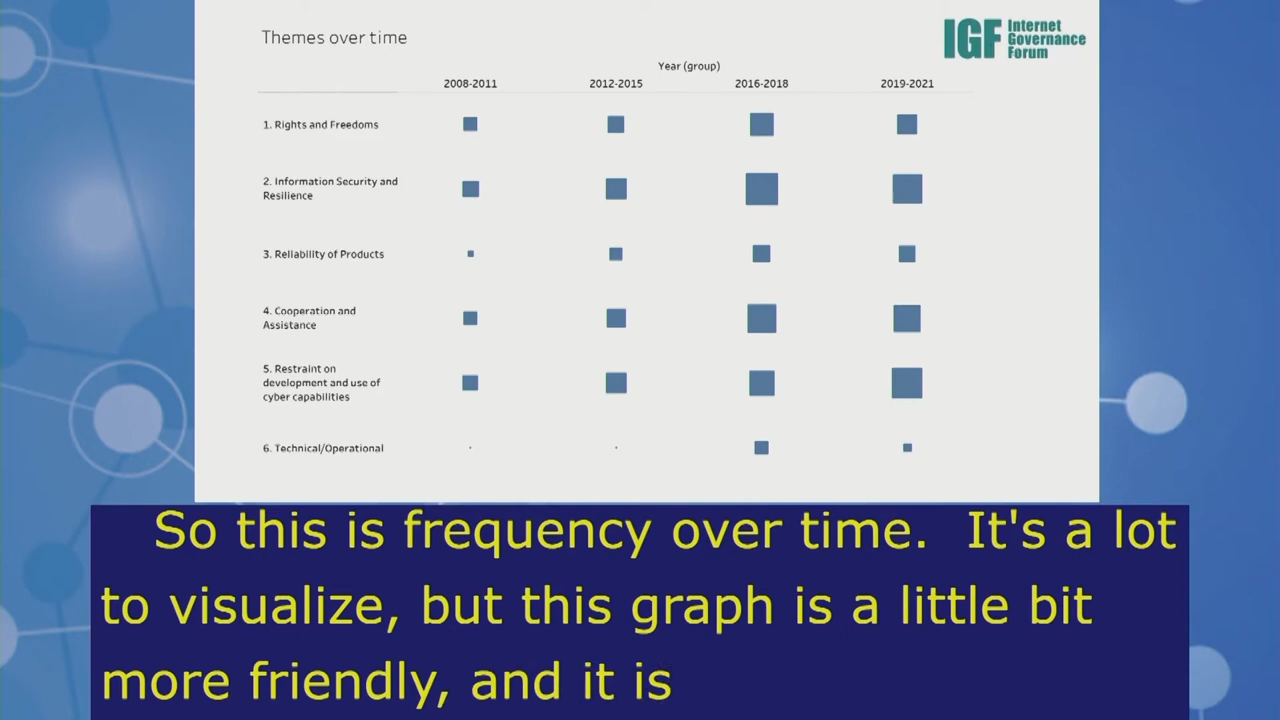 Themes over time
IGF Internet
Governance
Forum
Year (group)
2008-2011 2012-2015 2016-2018 2019-2021
1. Rights and Freedoms
2. Information Security and
Resilience
3. Reliability of Products
4. Cooperation and
Assistance
5. Restraint on
development and use of
cyber capabilities
6. Technical/Operational
So this is frequency over time. It's a lot
to visualize, but this graph is a little bit
more friendly, and it is